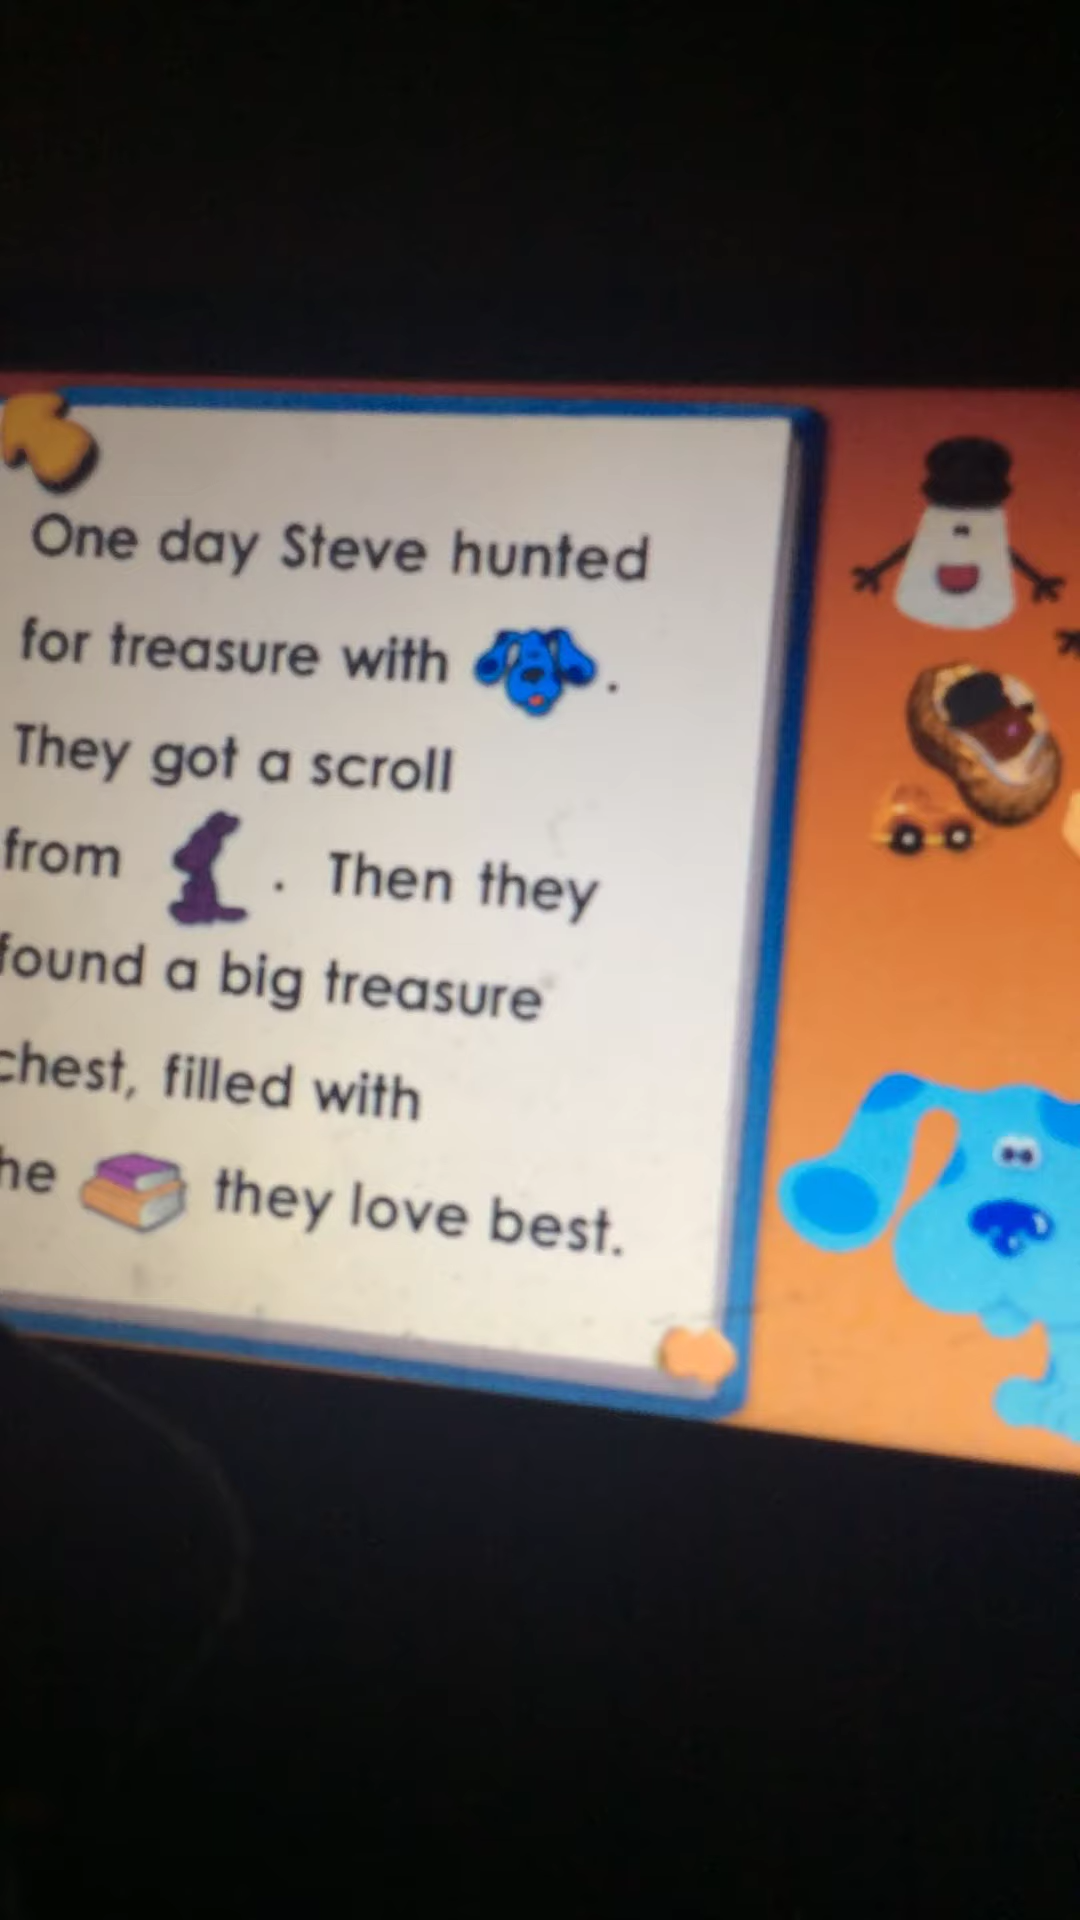 One day Steve hunted
for treasure with .
They got a scroll
from . Then they
found a big treasure
chest, filled with
they love best.